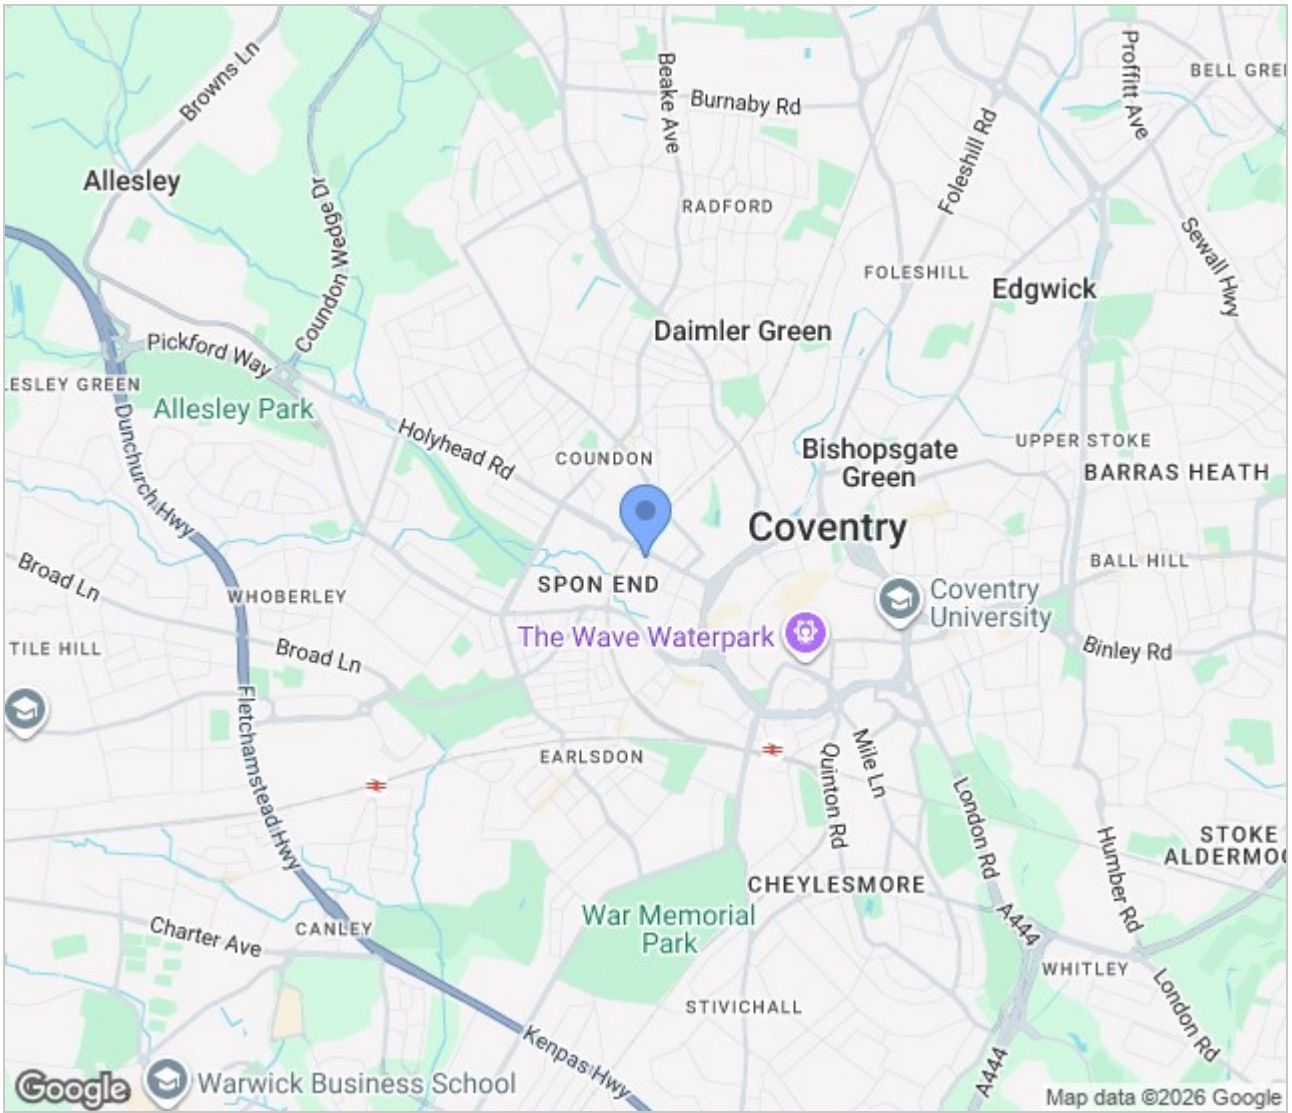 Browns Ln
Beake Ave
Burnaby Rd
Proffitt Ave
BELL GREE
Foleshill Rd
Allesley
Coundon Wedge Dr
RADFORD
Sewall Hwy
FOLESHILL
Edgwick
Daimler Green
Pickford Way
LESLEY GREEN
Allesley Park
Dunchurch Hwy
Holyhead Rd
COUNDON
Bishopsgate
Green
UPPER STOKE
BARRAS HEATH
Coventry
Broad Ln
SPON END
WHOBERLEY
BALL HILL
Coventry
University
The Wave Waterpark
TILE HILL
Broad Ln
Binley Rd
Fletchamstead Hwy
EARLSDON
Quinton Rd
Mile Ln
London Rd
Humber Rd
STOKE
ALDERMOO
CHEYLESMORE
War Memorial
Park
A444
Charter Ave
CANLEY
WHITLEY
London Rd
STIVICHALL
Kenpas Hwy
A444
Warwick Business School
Google
Map data ©2026 Google